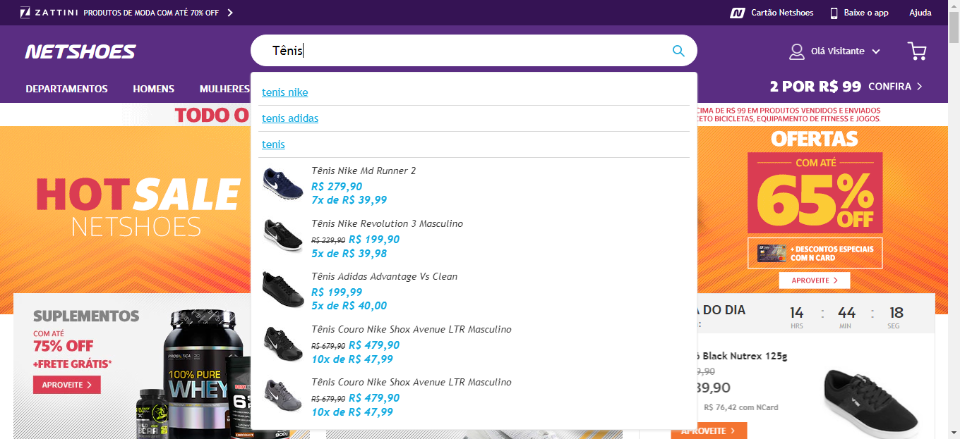 ZATTINI PRODUTOS DE MODA COM ATÉ 70% OFF
Cartão Netshoes Baixe o app Ajuda
NETSHOES
Tênis
Olá Visitante
DEPARTAMENTOS HOMENS MULHERES
2 POR R$ 99 CONFIRA
TODO O
CIMA DE R$ 99 EM PRODUTOS VENDIDOS E ENVIADOS
CETO BICICLETAS, EQUIPAMENTO DE FITNESS E JOGOS.
tenis nike
tenis adidas
tenis
Tênis Nike Md Runner 2
R$ 279,90
7x de R$ 39,99
Tênis Nike Revolution 3 Masculino
R$ 229,90 R$ 199,90
5x de R$ 39,98
Tênis Adidas Advantage Vs Clean
R$ 199,99
5x de R$ 40,00
Tênis Couro Nike Shox Avenue LTR Masculino
R$ 679,90 R$ 479,90
10x de R$ 47,99
Tênis Couro Nike Shox Avenue LTR Masculino
R$ 679,90 R$ 479,90
10x de R$ 47,99
HOT SALE
NETSHOES
OFERTAS
COM ATÉ
65% OFF
+ DESCONTOS ESPECIAIS
COM N CARD
APROVEITE
SUPLEMENTOS
COM ATÉ
75% OFF
+FRETE GRÁTIS*
APROVEITE
100% PURE
WHEY
A DO DIA
14 : 44 : 18
HRS MIN SEG
Black Nutrex 125g
9,90
39,90
R$ 76,42 com NCard
APROVEITE